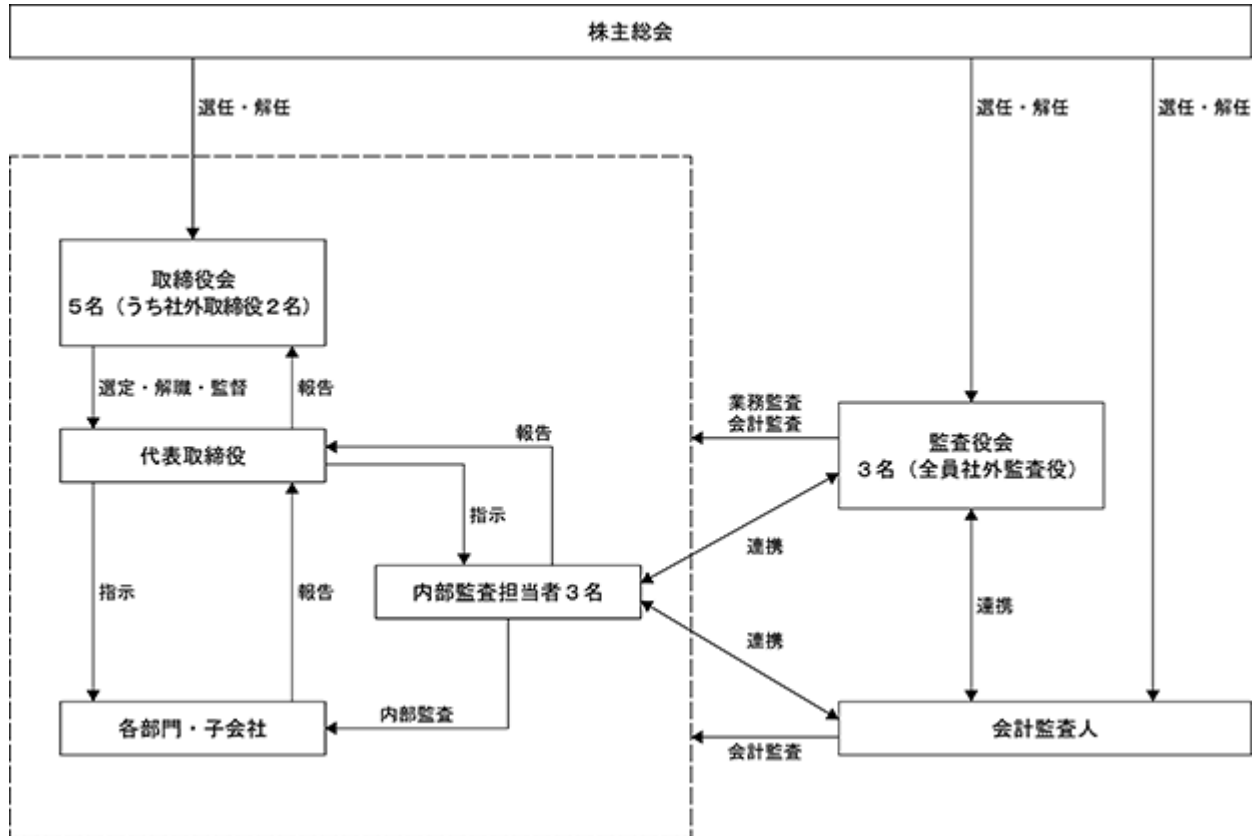 株主総会
選任・解任
選任・解任
選任・解任
取締役会
5名（うち社外取締役2名）
選定・解職・監督
報告
代表取締役
報告
指示
業務監査
会計監査
監査役会
3名（全員社外監査役）
連携
内部監査担当者3名
指示
報告
連携
連携
各部門・子会社
内部監査
会計監査
会計監査人